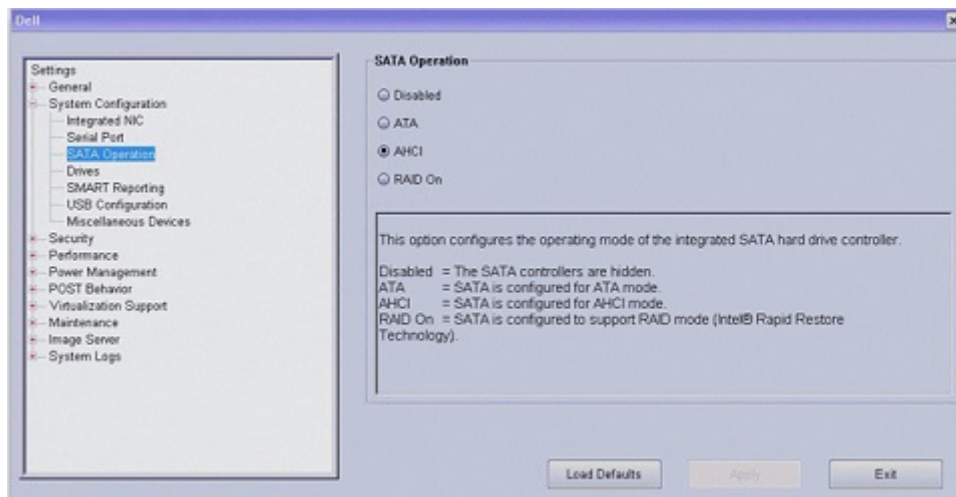 Dell
Settings
General
System Configuration
Integrated NIC
Serial Port
SATA Operation
Drives
SMART Reporting
USB Configuration
Miscellaneous Devices
Security
Performance
Power Management
POST Behavior
Virtualization Support
Maintenance
Image Server
System Logs
SATA Operation
Disabled
ATA
AHCI
RAID On
This option configures the operating mode of the integrated SATA hard drive controller.
Disabled = The SATA controllers are hidden.
ATA = SATA is configured for ATA mode.
AHCI = SATA is configured for AHCI mode.
RAID On = SATA is configured to support RAID mode (Intel® Rapid Restore
Technology).
Load Defaults
Apply
Exit